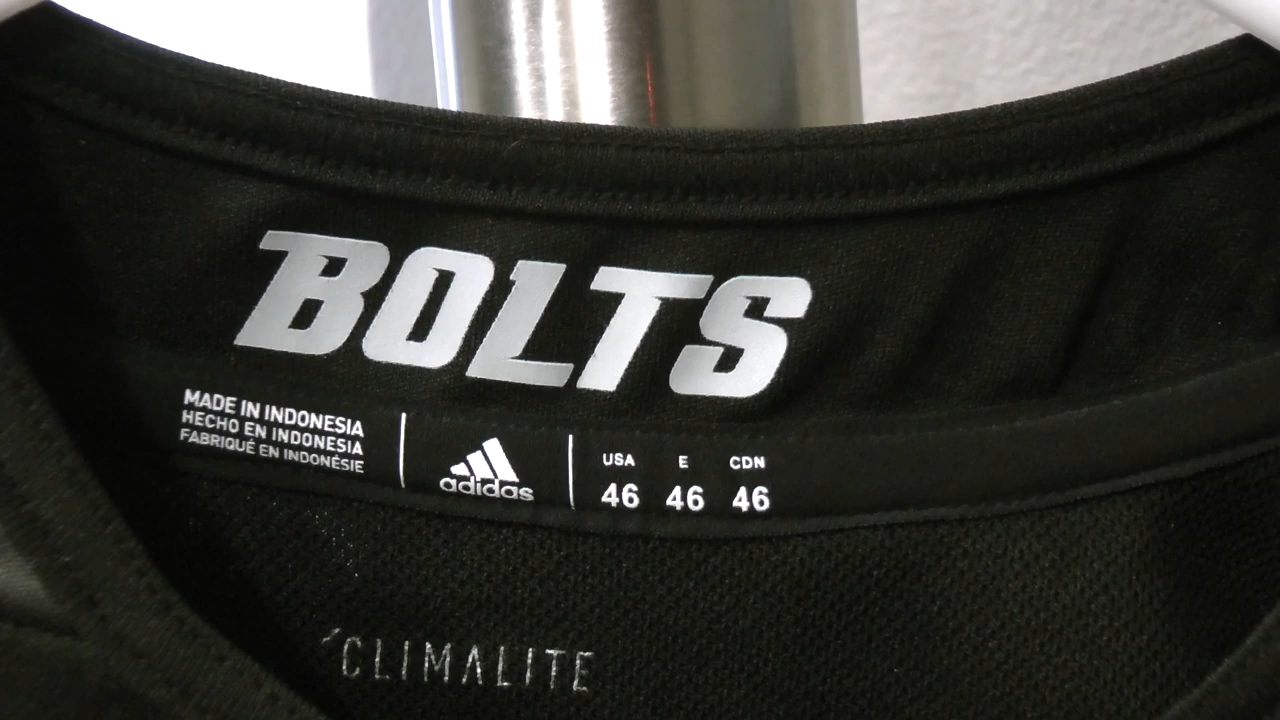 BOLTS
MADE IN INDONESIA
HECHO EN INDONESIA
FABRIQUÉ EN INDONÉSIE
adidas
USA E CDN
46 46 46
CLIMALITE